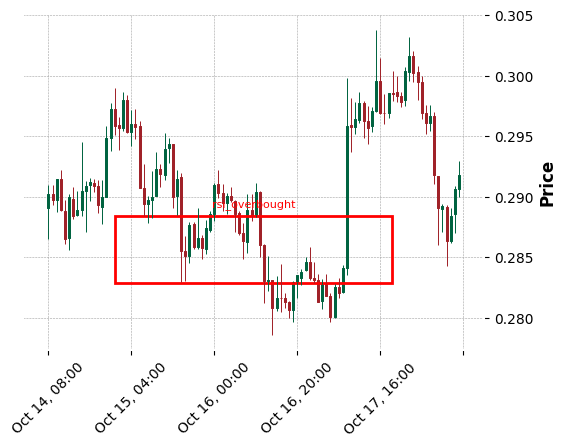 0.305
0.300
0.295
0.290
0.285
0.280
Price
rsi_overbought
Oct 14, 08:00
Oct 15, 04:00
Oct 16, 00:00
Oct 16, 20:00
Oct 17, 16:00